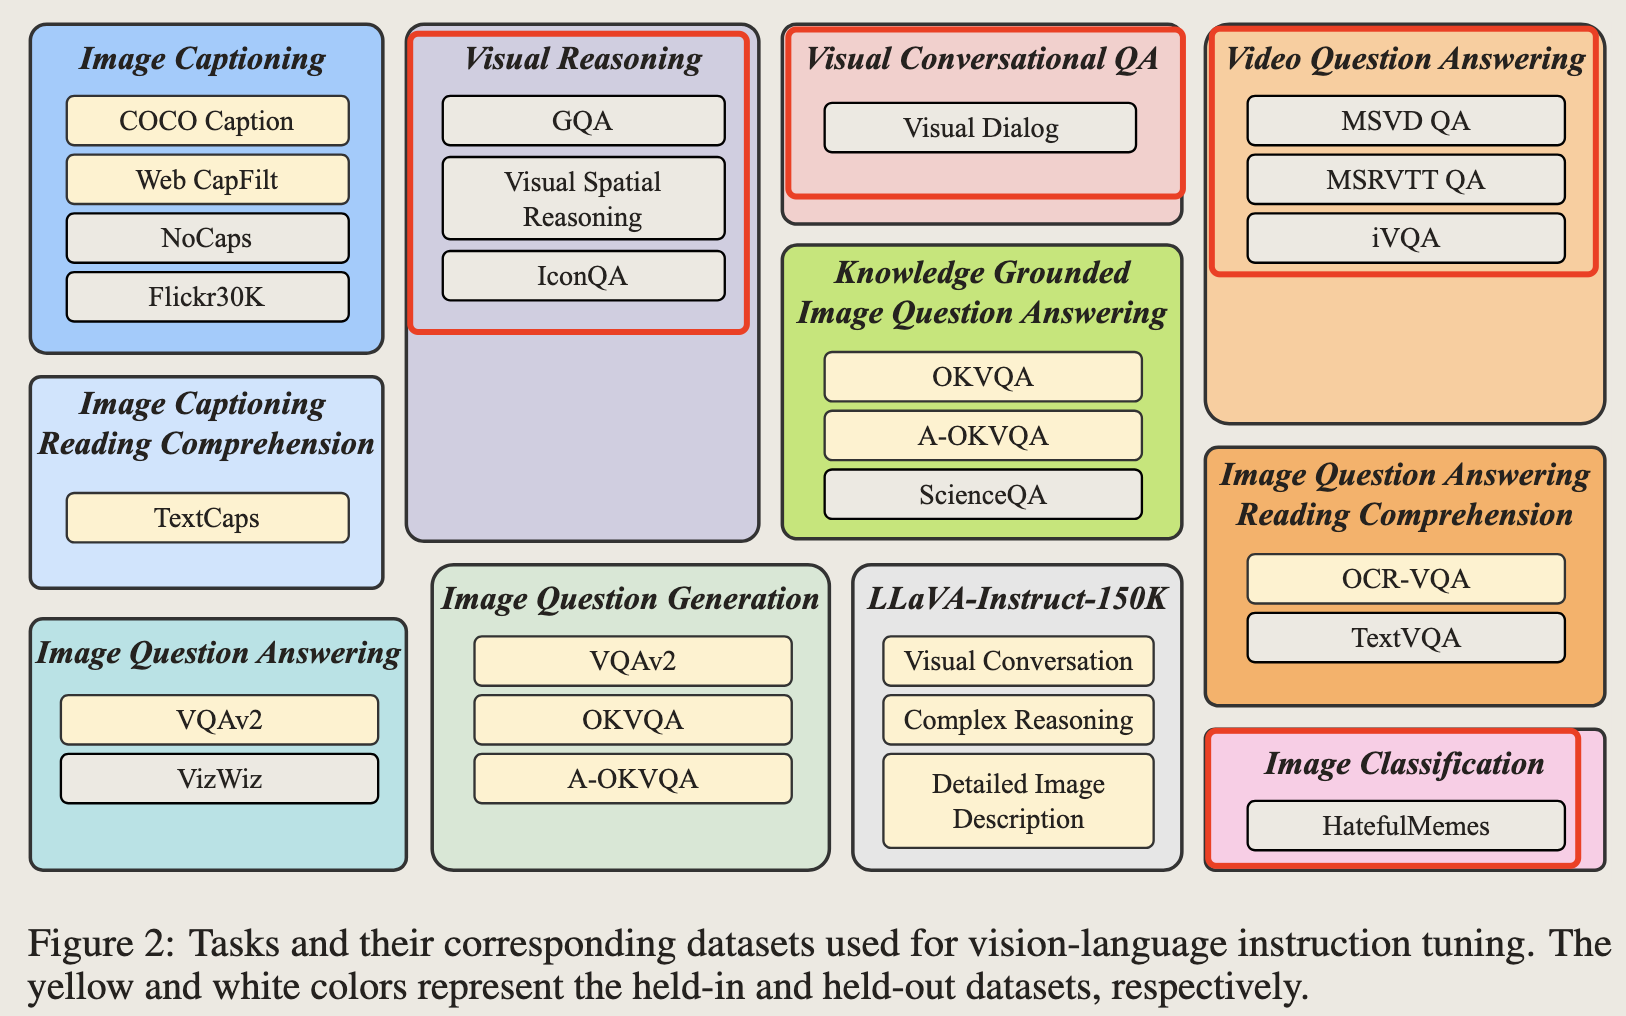 Image Captioning
COCO Caption
Web CapFilt
NoCaps
Flickr30K
Image Captioning
Reading Comprehension
TextCaps
Image Question Answering
VQAv2
VizWiz
Visual Reasoning
GQA
Visual Spatial
Reasoning
IconQA
Image Question Generation
VQAv2
OKVQA
A-OKVQA
Visual Conversational QA
Visual Dialog
Knowledge Grounded
Image Question Answering
OKVQA
A-OKVQA
ScienceQA
LLaVA-Instruct-150K
Visual Conversation
Complex Reasoning
Detailed Image
Description
Video Question Answering
MSVD QA
MSRVTT QA
iVQA
Image Question Answering
Reading Comprehension
OCR-VQA
TextVQA
Image Classification
HatefulMemes
Figure 2: Tasks and their corresponding datasets used for vision-language instruction tuning. The
yellow and white colors represent the held-in and held-out datasets, respectively.